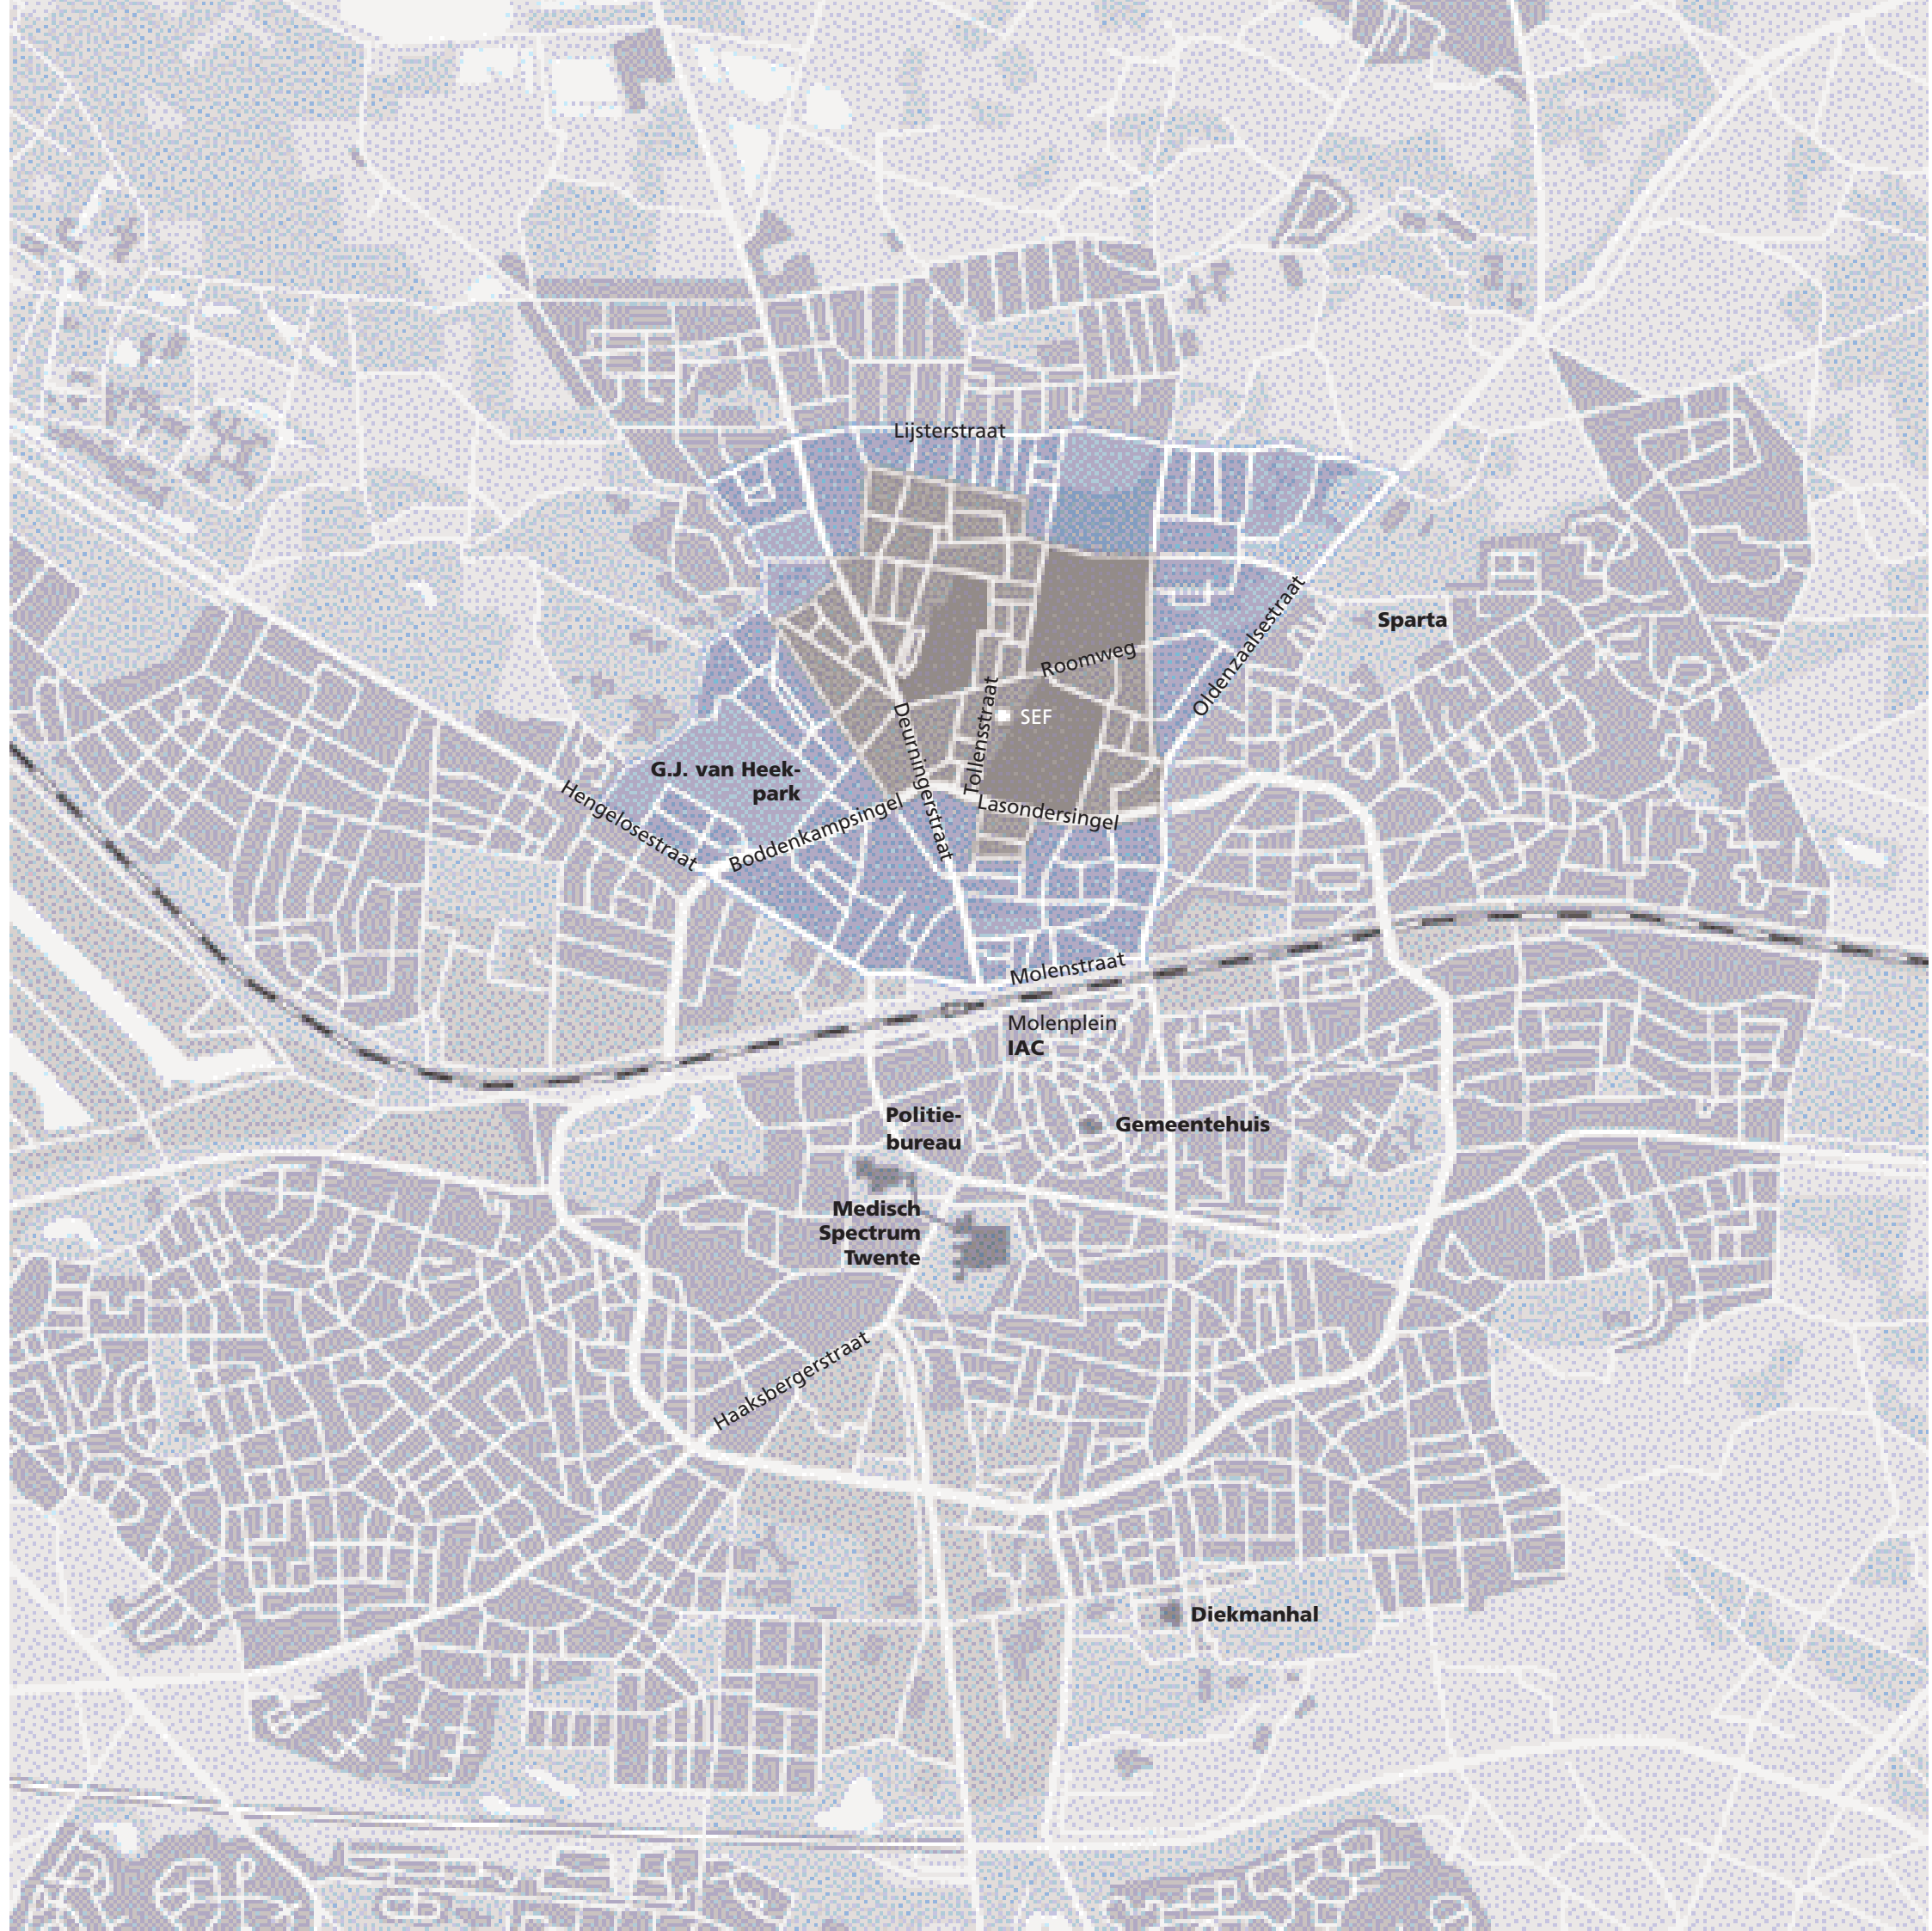 Lijsterstraat
Sparta
Oldenzaalsestraat
Roomweg
Tollensstraat
SEF
Deurningerstraat
G.J. van Heek-
park
Hengelosestraat
Boddenkampsingel
Lasondersingel
Molenstraat
Molenplein
IAC
Politie-
bureau
Gemeentehuis
Medisch
Spectrum
Twente
Haaksbergerstraat
Diekmanhal